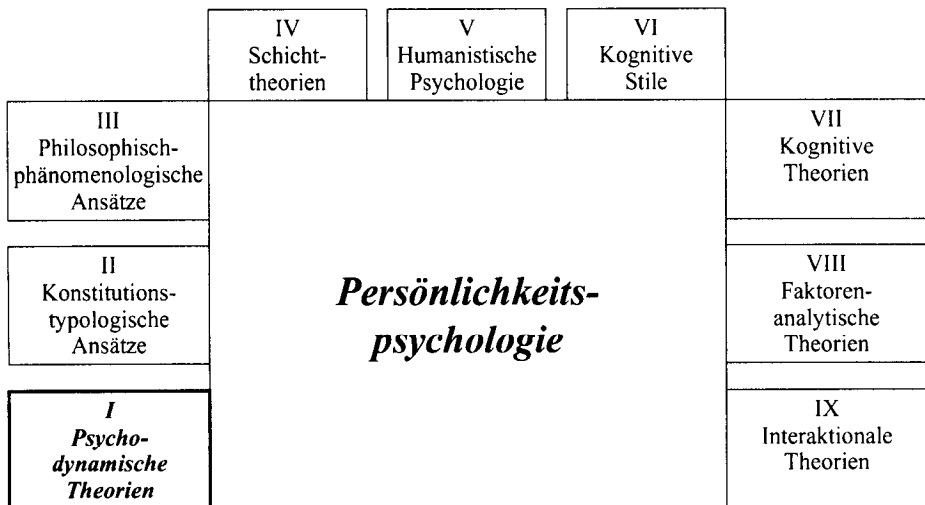 IV
Schicht-
theorien
V
Humanistische
Psychologie
VI
Kognitive
Stile
III
Philosophisch-
phänomenologische
Ansätze
VII
Kognitive
Theorien
II
Konstitutions-
typologische
Ansätze
Persönlichkeits-
psychologie
VIII
Faktoren-
analytische
Theorien
I
Psycho-
dynamische
Theorien
IX
Interaktionale
Theorien